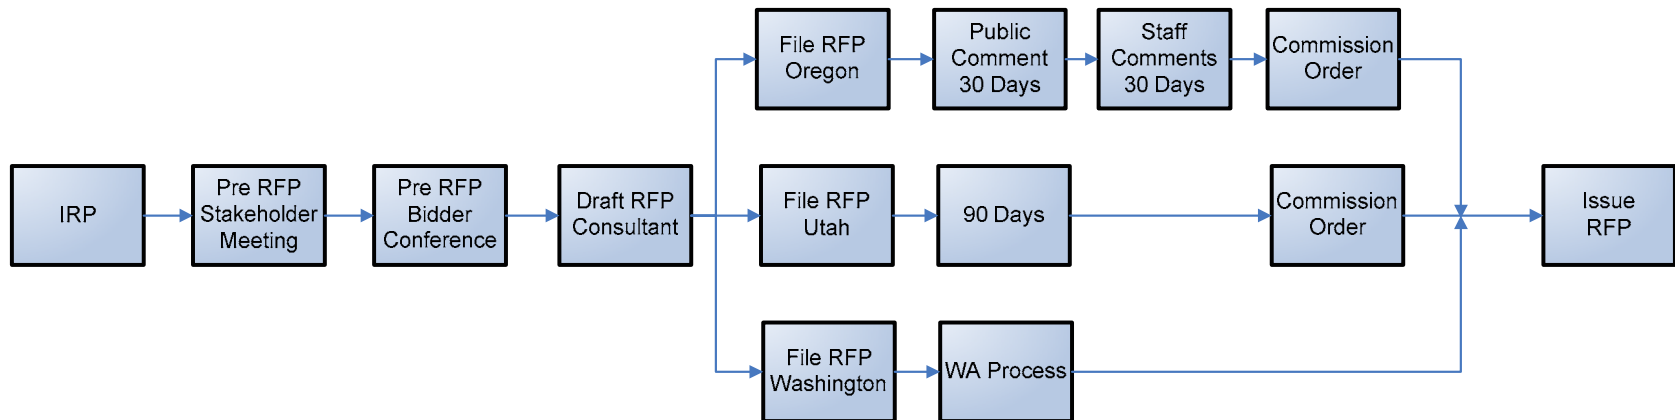 IRP
Pre RFP
Stakeholder
Meeting
Pre RFP
Bidder
Conference
Draft RFP
Consultant
File RFP
Oregon
Public
Comment
30 Days
Staff
Comments
30 Days
Commission
Order
File RFP
Utah
90 Days
Commission
Order
File RFP
Washington
WA Process
Issue
RFP